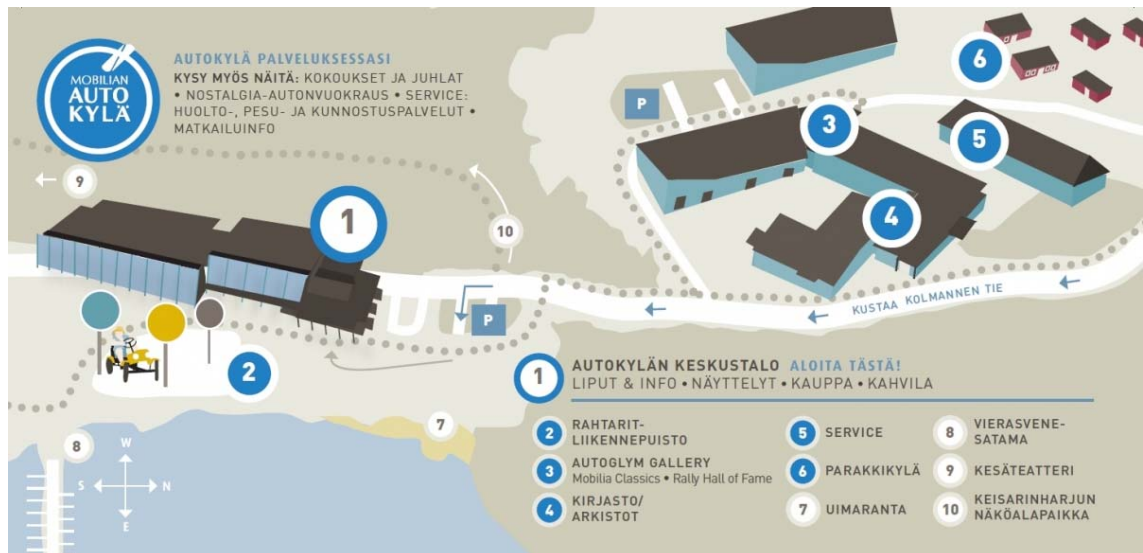 MOBILIAN
AUTO
KYLÄ
AUTOKYLÄ PALVELUKSESSASI
KYSY MYÖS NÄITÄ: KOKOUKSET JA JUHLAT
• NOSTALGIA-AUTONVUOKRAUS • SERVICE:
HUOLTO-, PESU- JA KUNNOSTUSPALVELUT •
MATKAILUINFO
9
1
10
P
2
7
8
W
S N
E
P
3
6
5
4
KUSTAA KOLMANNEN TIE
1 AUTOKYLÄN KESKUSTALO ALOITA TÄSTÄ!
LIPUT & INFO • NÄYTTELYT • KAUPPA • KAHVILA
2 RAHTARIT-
LIIKENNEPUISTO
3 AUTOGLYM GALLERY
Mobilia Classics • Rally Hall of Fame
4 KIRJASTO/
ARKISTOT
5 SERVICE
6 PARAKKIKYLÄ
7 UIMARANTA
8 VIERASVENE-
SATAMA
9 KESÄTEATTERI
10 KEISARINHARJUN
NÄKÖALAPAIKKA